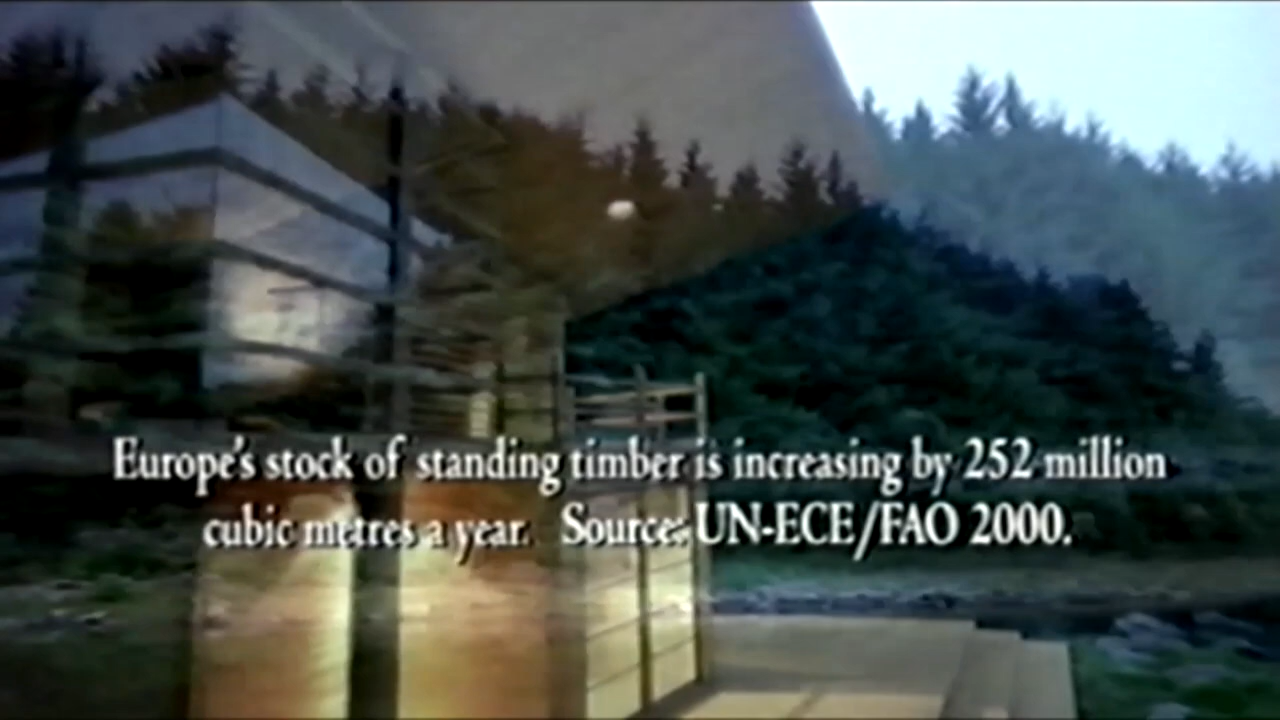 Europe's stock of standing timber is increasing by 252 million
cubic metres a year. Source: UN-ECE/FAO 2000.